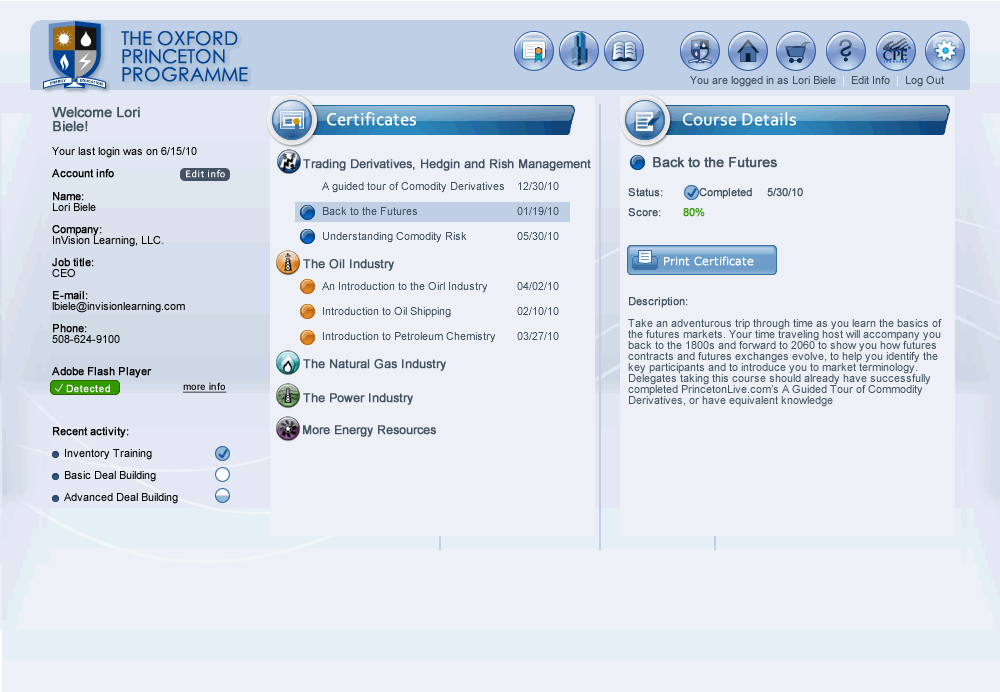 THE OXFORD
PRINCETON
PROGRAMME
ENERGY EDUCATION
CPE
You are logged in as Lori Biele | Edit Info | Log Out
Welcome Lori
Biele!
Your last login was on 6/15/10
Account info Edit info
Name:
Lori Biele
Company:
InVision Learning, LLC.
Job title:
CEO
E-mail:
lbiele@invisionlearning.com
Phone:
508-624-9100
Adobe Flash Player
Detected more info
Recent activity:
Inventory Training
Basic Deal Building
Advanced Deal Building
Certificates
Trading Derivatives, Hedgin and Rish Management
A guided tour of Comodity Derivatives 12/30/10
Back to the Futures 01/19/10
Understanding Comodity Risk 05/30/10
The Oil Industry
An Introduction to the Oirl Industry 04/02/10
Introduction to Oil Shipping 02/10/10
Introduction to Petroleum Chemistry 03/27/10
The Natural Gas Industry
The Power Industry
More Energy Resources
Course Details
Back to the Futures
Status: Completed 5/30/10
Score: 80%
Print Certificate
Description:
Take an adventurous trip through time as you learn the basics of
the futures markets. Your time traveling host will accompany you
back to the 1800s and forward to 2060 to show you how futures
contracts and futures exchanges evolve, to help you identify the
key participants and to introduce you to market terminology.
Delegates taking this course should already have successfully
completed PrincetonLive.com's A Guided Tour of Commodity
Derivatives, or have equivalent knowledge